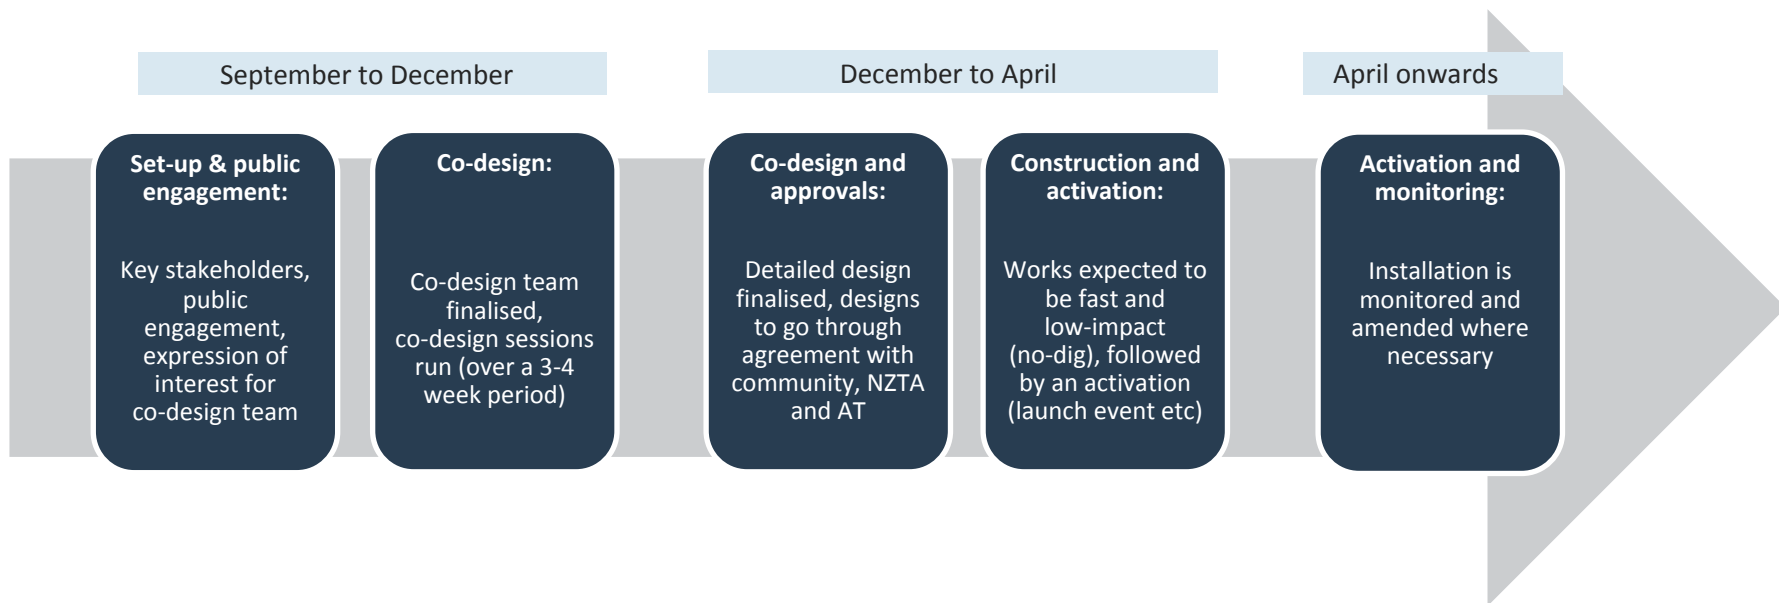 September to December
December to April
April onwards
Set-up & public
engagement:
Key stakeholders,
public
engagement,
expression of
interest for
co-design team
Co-design:
Co-design team
finalised,
co-design sessions
run (over a 3-4
week period)
Co-design and
approvals:
Detailed design
finalised, designs
to go through
agreement with
community, NZTA
and AT
Construction and
activation:
Works expected to
be fast and
low-impact
(no-dig), followed
by an activation
(launch event etc)
Activation and
monitoring:
Installation is
monitored and
amended where
necessary